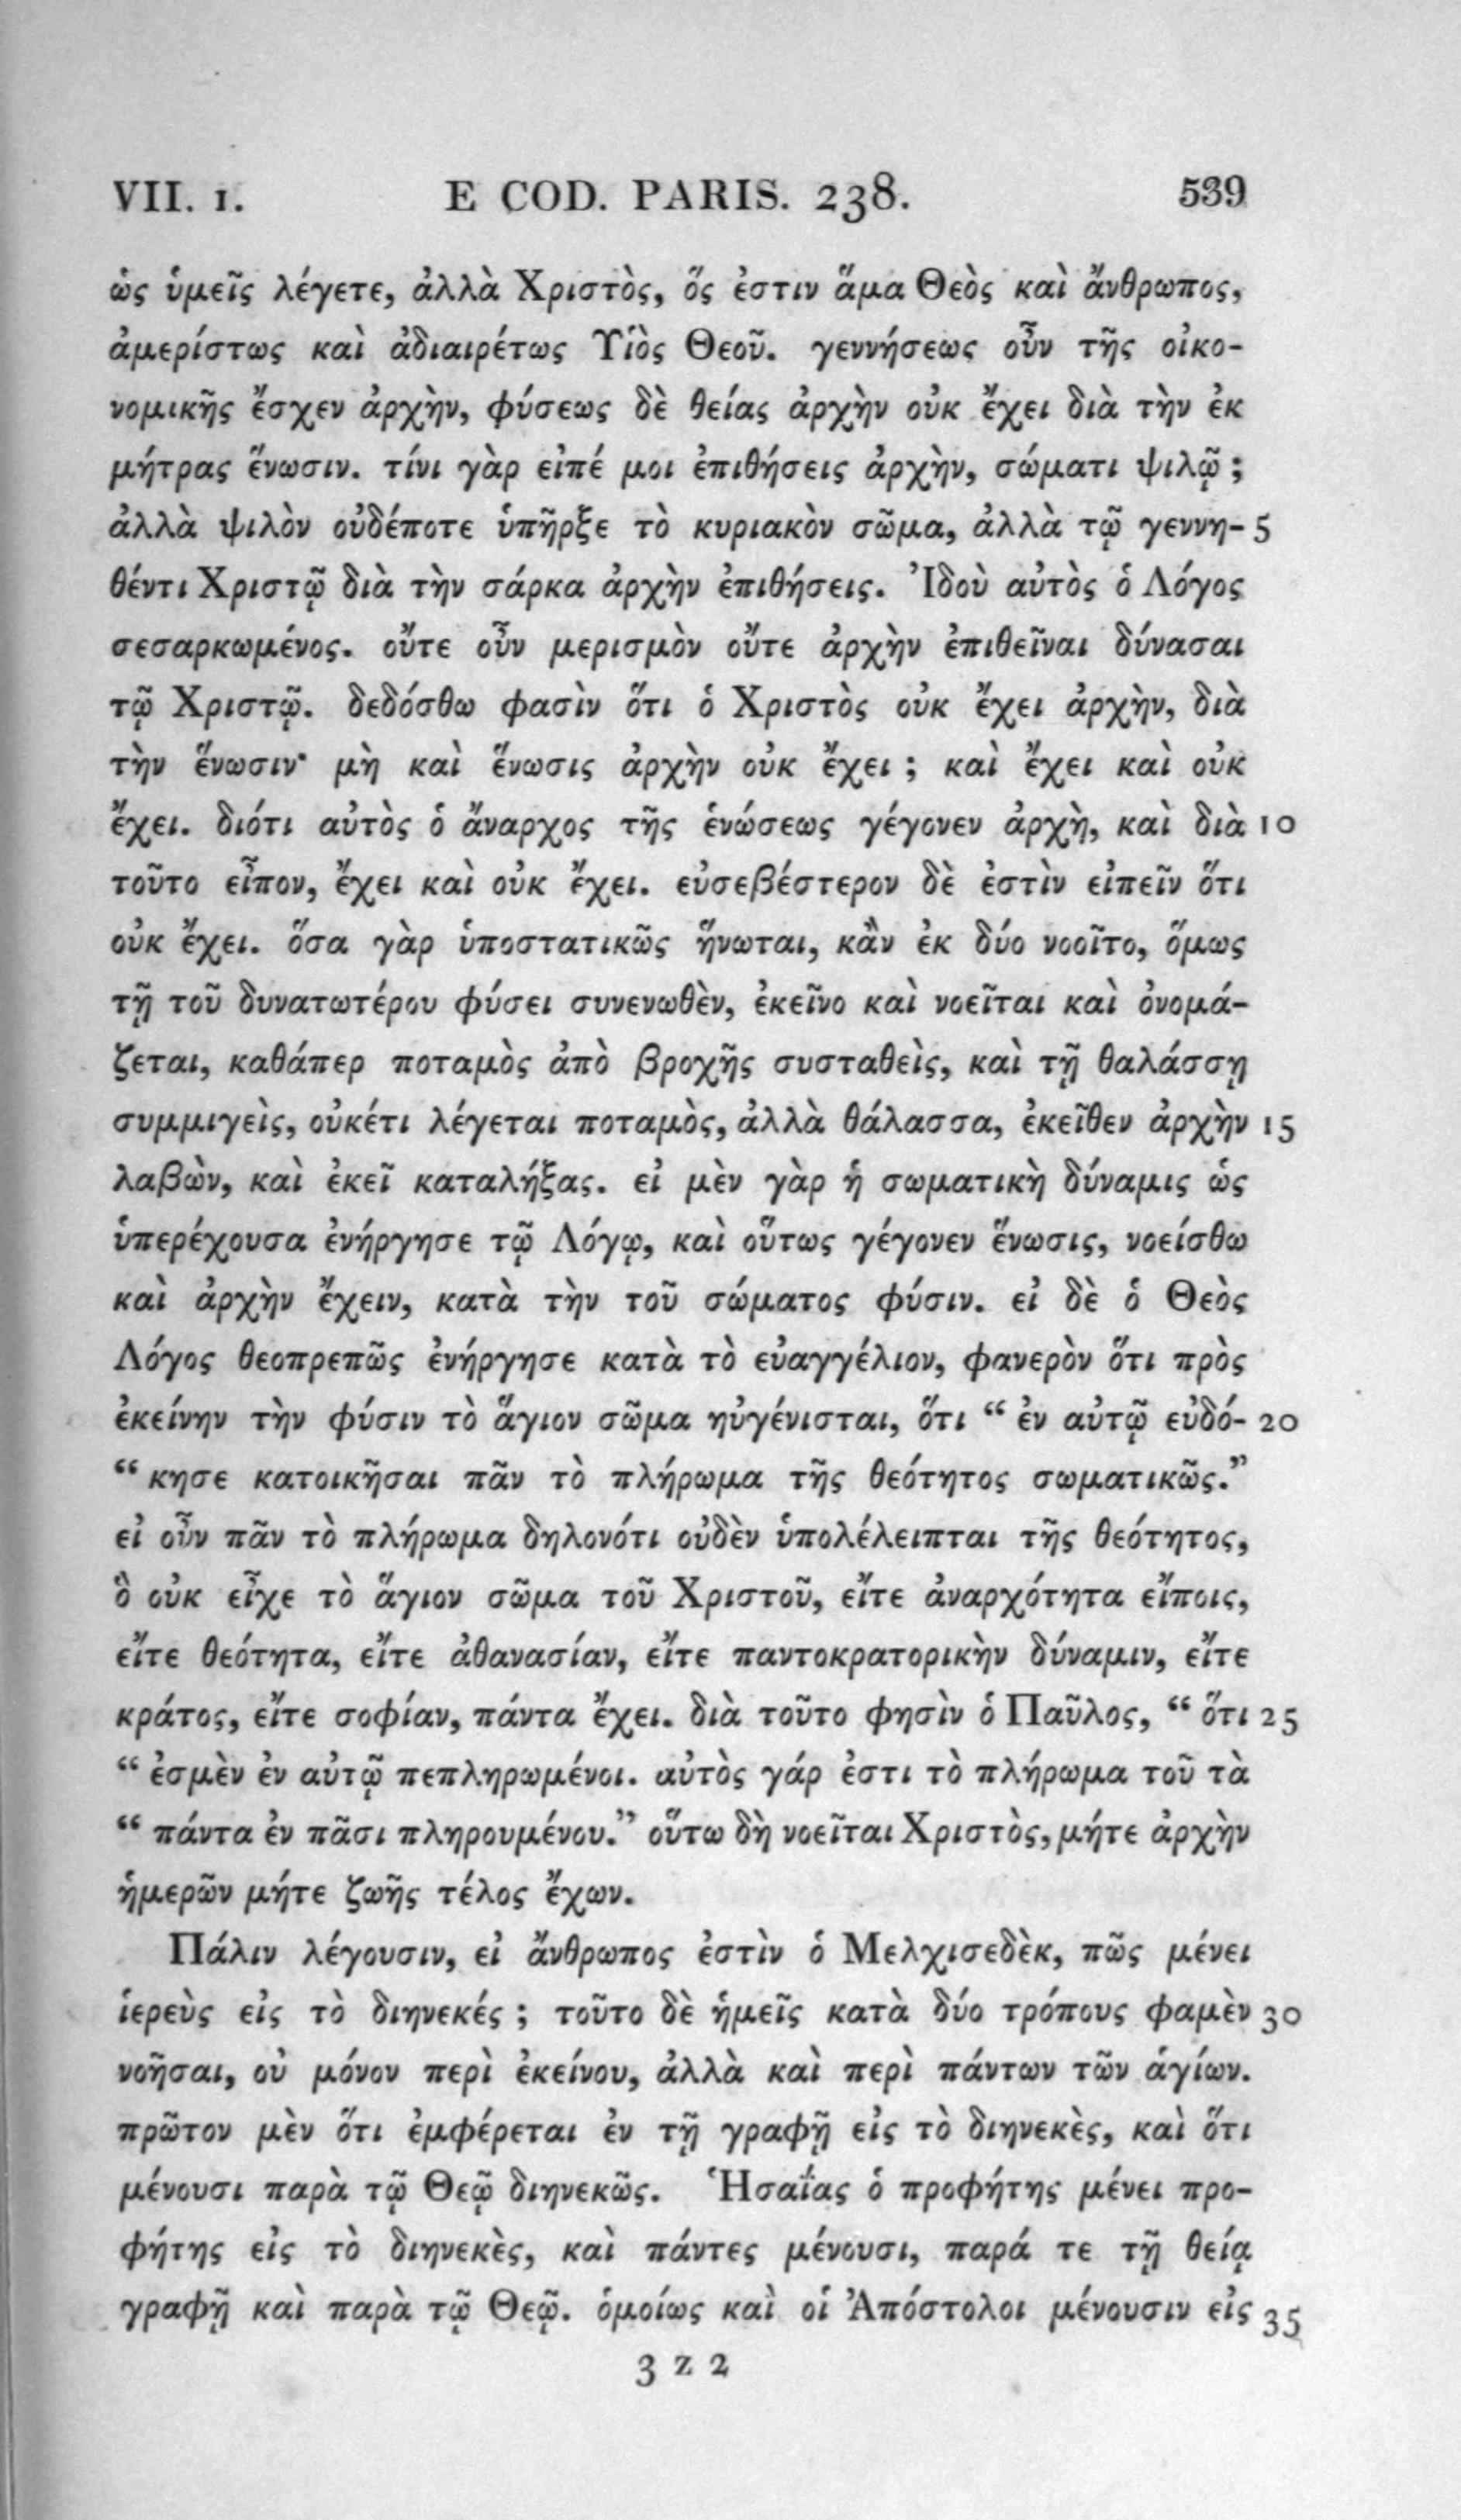 VII. 1. E COD. PARIS. 238. 539
ὡς ὑμεῖς λέγετε, ἀλλὰ Χριστὸς, ὅς ἐστιν ἅμα Θεὸς καὶ ἄνθρωπος,
ἀμερίστως καὶ ἀδιαιρέτως Υἱὸς Θεοῦ. γεννήσεως οὖν τῆς οἰκο-
νομικῆς ἔσχεν ἀρχὴν, φύσεως δὲ θείας ἀρχὴν οὐκ ἔχει διὰ τὴν ἐκ
μήτρας ἕνωσιν. τίνι γὰρ εἰπέ μοι ἐπιθήσεις ἀρχὴν, σώματι ψιλῷ;
ἀλλὰ ψιλὸν οὐδέποτε ὑπῆρξε τὸ κυριακὸν σῶμα, ἀλλὰ τῷ γεννη- 5
θέντι Χριστῷ διὰ τὴν σάρκα ἀρχὴν ἐπιθήσεις. Ἰδοὺ αὐτὸς ὁ Λόγος
σεσαρκωμένος. οὔτε οὖν μερισμὸν οὔτε ἀρχὴν ἐπιθεῖναι δύνασαι
τῷ Χριστῷ. δεδόσθω φασὶν ὅτι ὁ Χριστὸς οὐκ ἔχει ἀρχὴν, διὰ
τὴν ἕνωσιν· μὴ καὶ ἕνωσις ἀρχὴν οὐκ ἔχει; καὶ ἔχει καὶ οὐκ
ἔχει. διότι αὐτὸς ὁ ἄναρχος τῆς ἑνώσεως γέγονεν ἀρχὴ, καὶ διὰ 10
τοῦτο εἶπον, ἔχει καὶ οὐκ ἔχει. εὐσεβέστερον δὲ ἐστὶν εἰπεῖν ὅτι
οὐκ ἔχει. ὅσα γὰρ ὑποστατικῶς ἥνωται, κἂν ἐκ δύο νοοῖτο, ὅμως
τῇ τοῦ δυνατωτέρου φύσει συνενωθὲν, ἐκεῖνο καὶ νοεῖται καὶ ὀνομά-
ζεται, καθάπερ ποταμὸς ἀπὸ βροχῆς συσταθεὶς, καὶ τῇ θαλάσσῃ
συμμιγεὶς, οὐκέτι λέγεται ποταμὸς, ἀλλὰ θάλασσα, ἐκεῖθεν ἀρχὴν 15
λαβὼν, καὶ ἐκεῖ καταλήξας. εἰ μὲν γὰρ ἡ σωματικὴ δύναμις ὡς
ὑπερέχουσα ἐνήργησε τῷ Λόγῳ, καὶ οὕτως γέγονεν ἕνωσις, νοείσθω
καὶ ἀρχὴν ἔχειν, κατὰ τὴν τοῦ σώματος φύσιν. εἰ δὲ ὁ Θεὸς
Λόγος θεοπρεπῶς ἐνήργησε κατὰ τὸ εὐαγγέλιον, φανερὸν ὅτι πρὸς
ἐκείνην τὴν φύσιν τὸ ἅγιον σῶμα ηὐγένισται, ὅτι “ ἐν αὐτῷ εὐδό- 20
“ κησε κατοικῆσαι πᾶν τὸ πλήρωμα τῆς θεότητος σωματικῶς.”
εἰ οὖν πᾶν τὸ πλήρωμα δηλονότι οὐδὲν ὑπολέλειπται τῆς θεότητος,
ὃ οὐκ εἶχε τὸ ἅγιον σῶμα τοῦ Χριστοῦ, εἴτε ἀναρχότητα εἴποις,
εἴτε θεότητα, εἴτε ἀθανασίαν, εἴτε παντοκρατορικὴν δύναμιν, εἴτε
κράτος, εἴτε σοφίαν, πάντα ἔχει. διὰ τοῦτο φησὶν ὁ Παῦλος, “ ὅτι 25
“ ἐσμὲν ἐν αὐτῷ πεπληρωμένοι. αὐτὸς γάρ ἐστι τὸ πλήρωμα τοῦ τὰ
“ πάντα ἐν πᾶσι πληρουμένου.” οὕτω δὴ νοεῖται Χριστὸς, μήτε ἀρχὴν
ἡμερῶν μήτε ζωῆς τέλος ἔχων.
Πάλιν λέγουσιν, εἰ ἄνθρωπος ἐστὶν ὁ Μελχισεδὲκ, πῶς μένει
ἱερεὺς εἰς τὸ διηνεκές; τοῦτο δὲ ἡμεῖς κατὰ δύο τρόπους φαμὲν 30
νοῆσαι, οὐ μόνον περὶ ἐκείνου, ἀλλὰ καὶ περὶ πάντων τῶν ἁγίων.
πρῶτον μὲν ὅτι ἐμφέρεται ἐν τῇ γραφῇ εἰς τὸ διηνεκὲς, καὶ ὅτι
μένουσι παρὰ τῷ Θεῷ διηνεκῶς. Ἡσαΐας ὁ προφήτης μένει προ-
φήτης εἰς τὸ διηνεκὲς, καὶ πάντες μένουσι, παρά τε τῇ θείᾳ
γραφῇ καὶ παρὰ τῷ Θεῷ. ὁμοίως καὶ οἱ Ἀπόστολοι μένουσιν εἰς 35
3 z 2